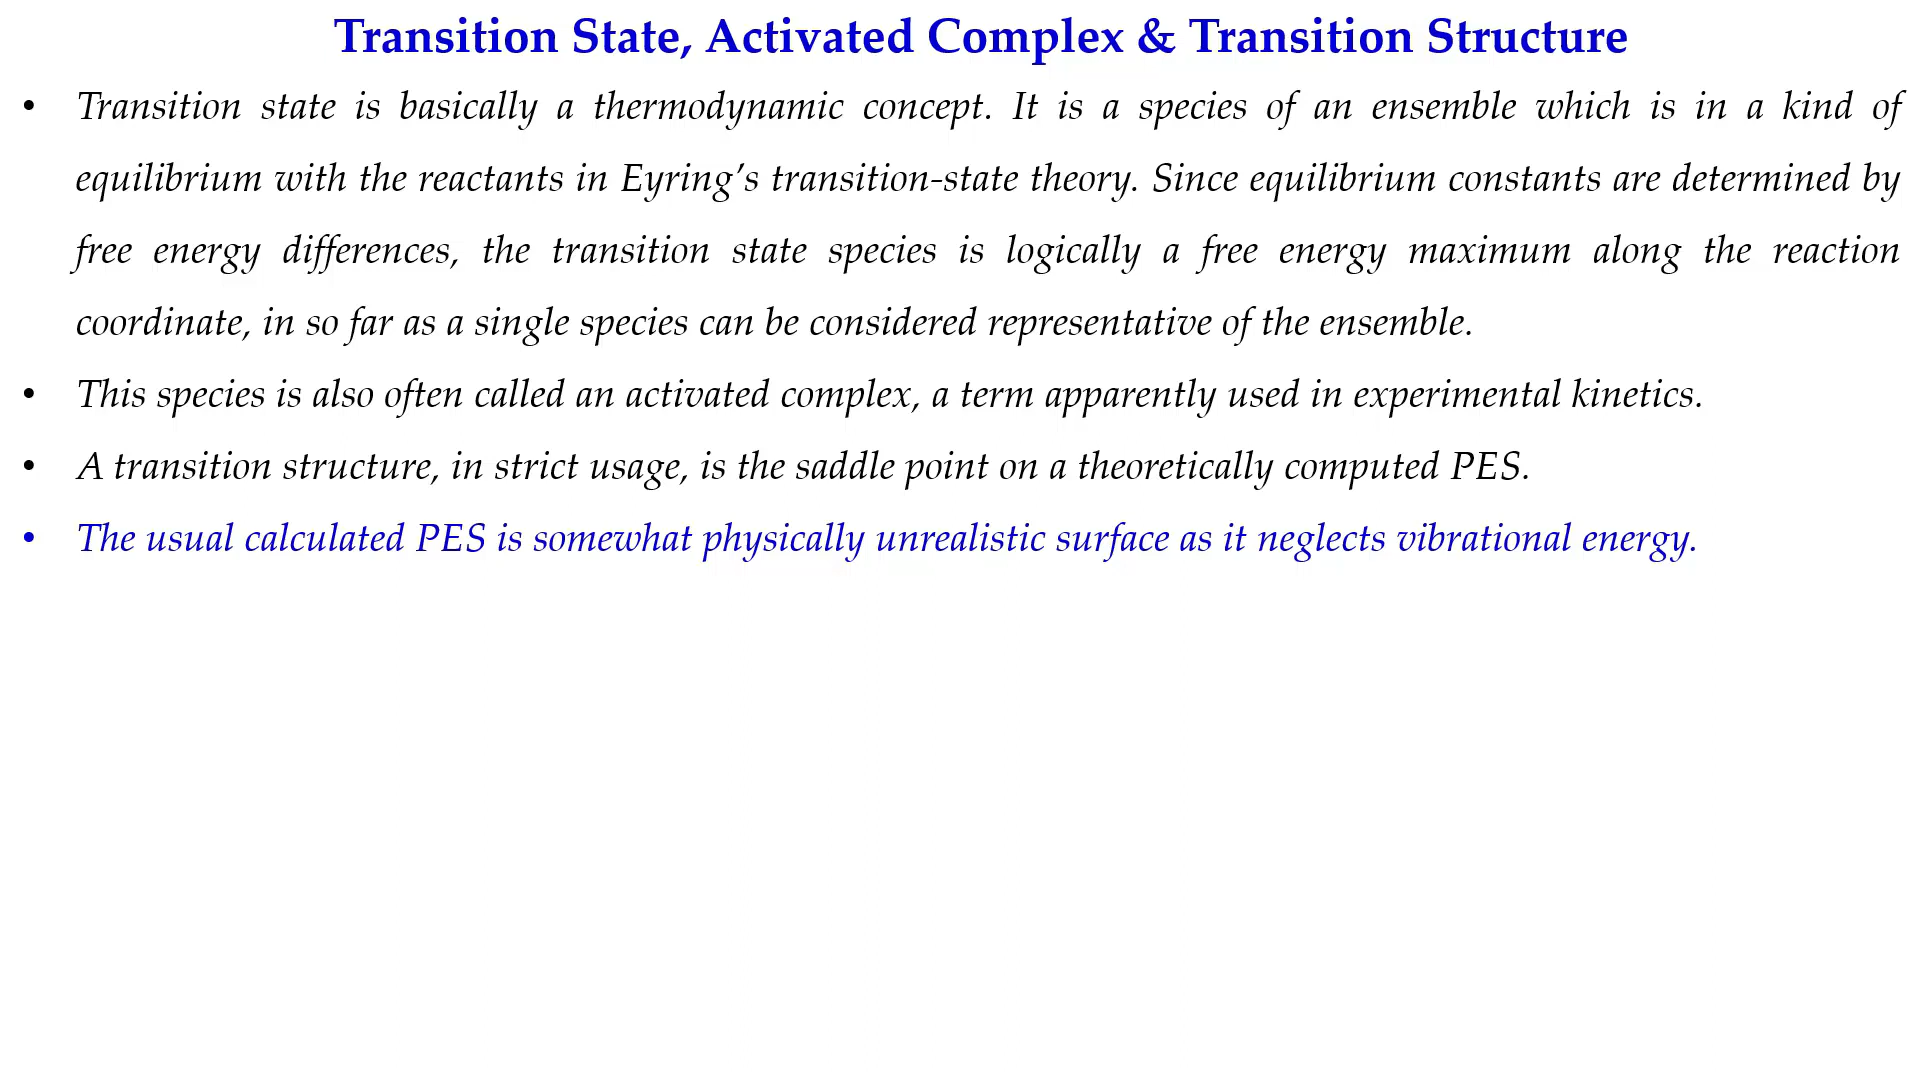 Transition State, Activated Complex & Transition Structure
• Transition state is basically a thermodynamic concept. It is a species of an ensemble which is in a kind of
equilibrium with the reactants in Eyring’s transition-state theory. Since equilibrium constants are determined by
free energy differences, the transition state species is logically a free energy maximum along the reaction
coordinate, in so far as a single species can be considered representative of the ensemble.
• This species is also often called an activated complex, a term apparently used in experimental kinetics.
• A transition structure, in strict usage, is the saddle point on a theoretically computed PES.
• The usual calculated PES is somewhat physically unrealistic surface as it neglects vibrational energy.